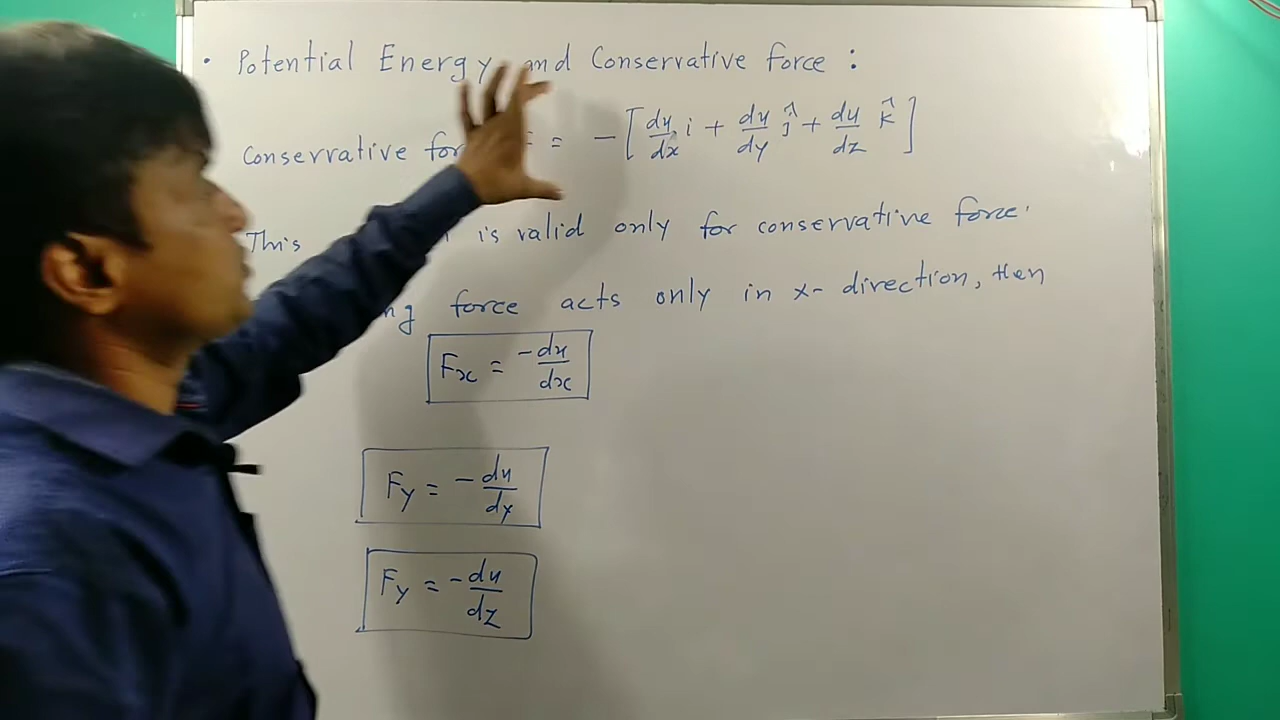 • Potential Energy and Conservative force :
Conservative for = - [ du/dx i + du/dy ĵ + du/dz k̂ ]
This is valid only for conservative force.
force acts only in x- direction, then
Fx = -du/dx
Fy = - du/dy
Fy = - du/dz